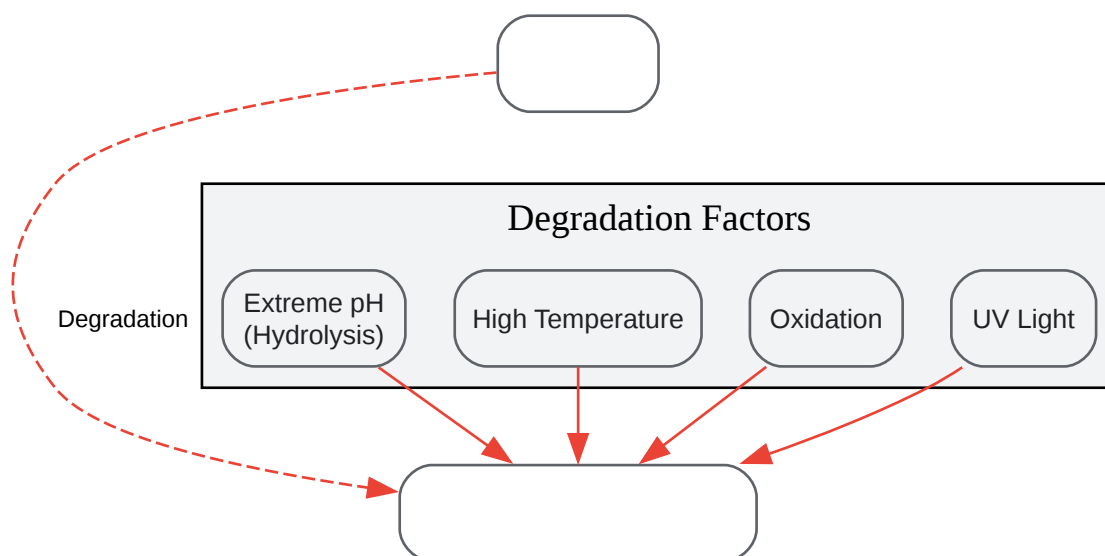 Degradation Factors
Extreme pH
(Hydrolysis)
High Temperature
Oxidation
UV Light
Degradation